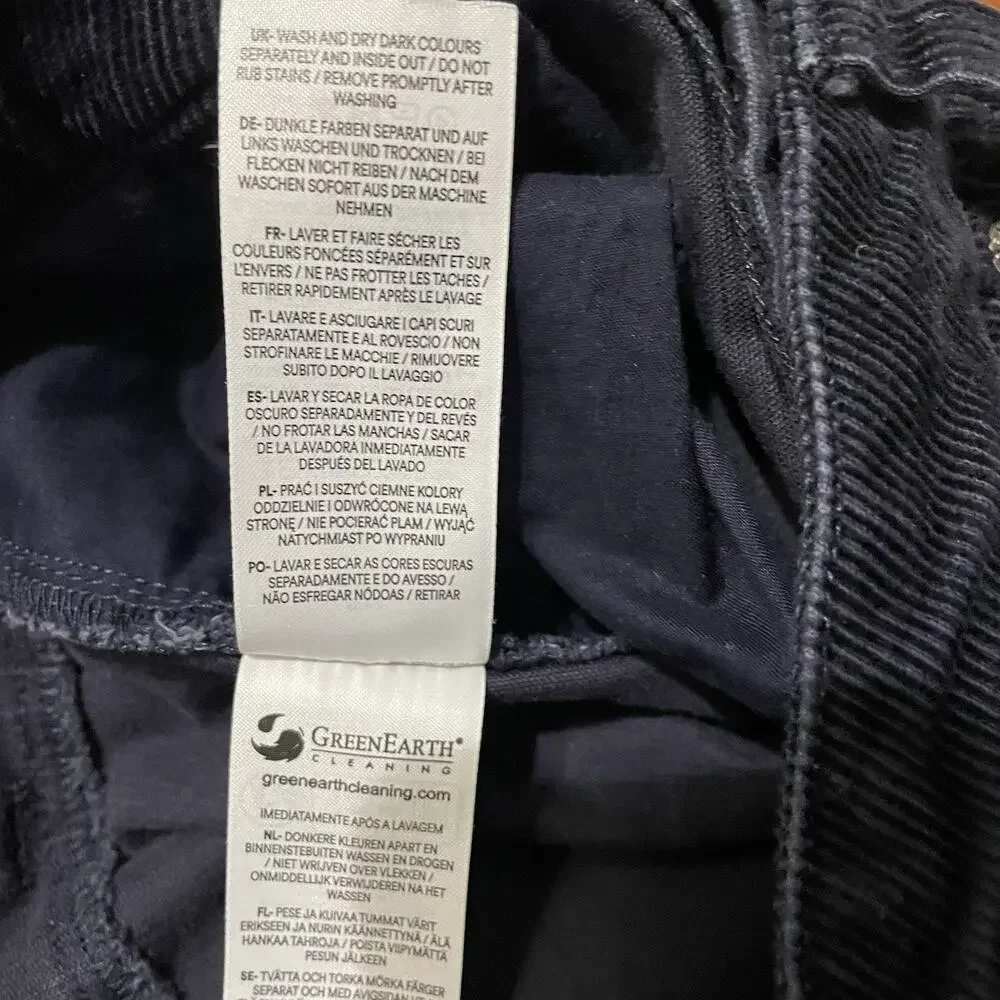 UK- WASH AND DRY DARK COLOURS
SEPARATELY AND INSIDE OUT / DO NOT
RUB STAINS / REMOVE PROMPTLY AFTER
WASHING
DE- DUNKLE FARBEN SEPARAT UND AUF
LINKS WASCHEN UND TROCKNEN / BEI
FLECKEN NICHT REIBEN / NACH DEM
WASCHEN SOFORT AUS DER MASCHINE
NEHMEN
FR- LAVER ET FAIRE SÉCHER LES
COULEURS FONCÉES SÉPARÉMENT ET SUR
L'ENVERS / NE PAS FROTTER LES TACHES /
RETIRER RAPIDEMENT APRÈS LE LAVAGE
IT- LAVARE E ASCIUGARE I CAPI SCURI
SEPARATAMENTE E AL ROVESCIO / NON
STROFINARE LE MACCHIE / RIMUOVERE
SUBITO DOPO IL LAVAGGIO
ES- LAVAR Y SECAR LA ROPA DE COLOR
OSCURO SEPARADAMENTE Y DEL REVÉS
/ NO FROTAR LAS MANCHAS / SACAR
DE LA LAVADORA INMEDIATAMENTE
DESPUÉS DEL LAVADO
PL- PRAĆ I SUSZYĆ CIEMNE KOLORY
ODDZIELNIE I ODWRÓCONE NA LEWĄ
STRONĘ / NIE POCIERAĆ PLAM / WYJĄĆ
NATYCHMIAST PO WYPRANIU
PO- LAVAR E SECAR AS CORES ESCURAS
SEPARADAMENTE E DO AVESSO /
NÃO ESFREGAR NÓDOAS / RETIRAR
GREENEARTH®
CLEANING
greenearthcleaning.com
IMEDIATAMENTE APÓS A LAVAGEM
NL- DONKERE KLEUREN APART EN
BINNENSTEBUITEN WASSEN EN DROGEN
/ NIET WRIJVEN OVER VLEKKEN /
ONMIDDELLIJK VERWIJDEREN NA HET
WASSEN
FL- PESE JA KUIVAA TUMMAT VÄRIT
ERIKSEEN JA NURIN KÄÄNNETTYNÄ / ÄLÄ
HANKAA TAHROJA / POISTA VIIPYMÄTTÄ
PESUN JÄLKEEN
SE- TVÄTTA OCH TORKA MÖRKA FÄRGER
SEPARAT OCH MED AVIGSIDAN UT /